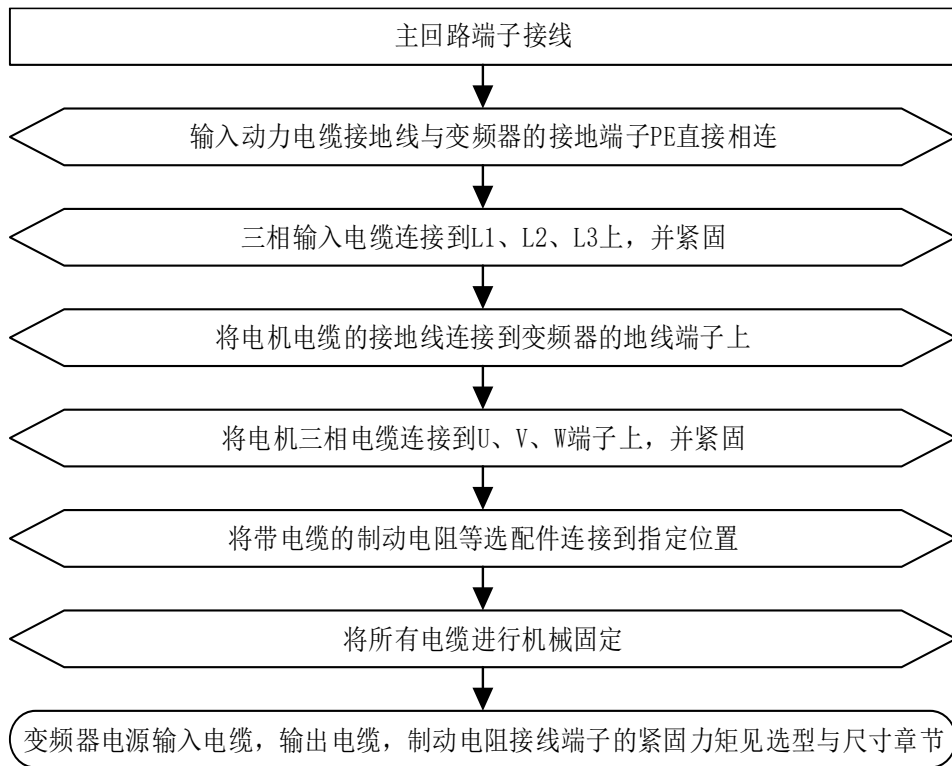 主回路端子接线
输入动力电缆接地线与变频器的接地端子PE直接相连
三相输入电缆连接到L1、L2、L3上，并紧固
将电机电缆的接地线连接到变频器的地线端子上
将电机三相电缆连接到U、V、W端子上，并紧固
将带电缆的制动电阻等选配件连接到指定位置
将所有电缆进行机械固定
变频器电源输入电缆，输出电缆，制动电阻接线端子的紧固力矩见选型与尺寸章节